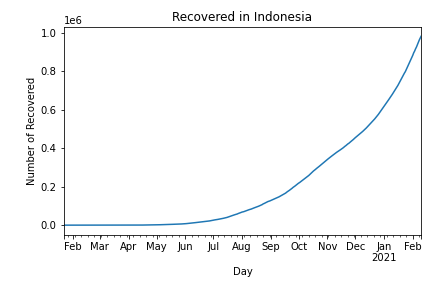 Recovered in Indonesia
1e6
1.0
0.8
0.6
0.4
0.2
0.0
Number of Recovered
Feb Mar Apr May Jun Jul Aug Sep Oct Nov Dec Jan Feb
2021
Day